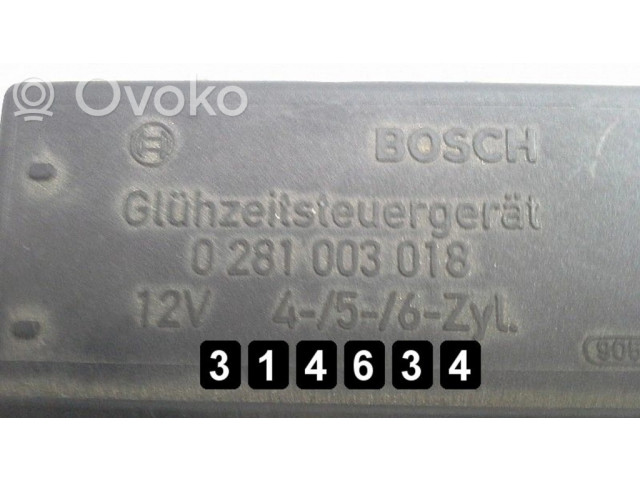 Ovoko
BOSCH
Glühzeitsteuergerät
0 281 003 018
12V 4-/5-/6-Zyl.
314634